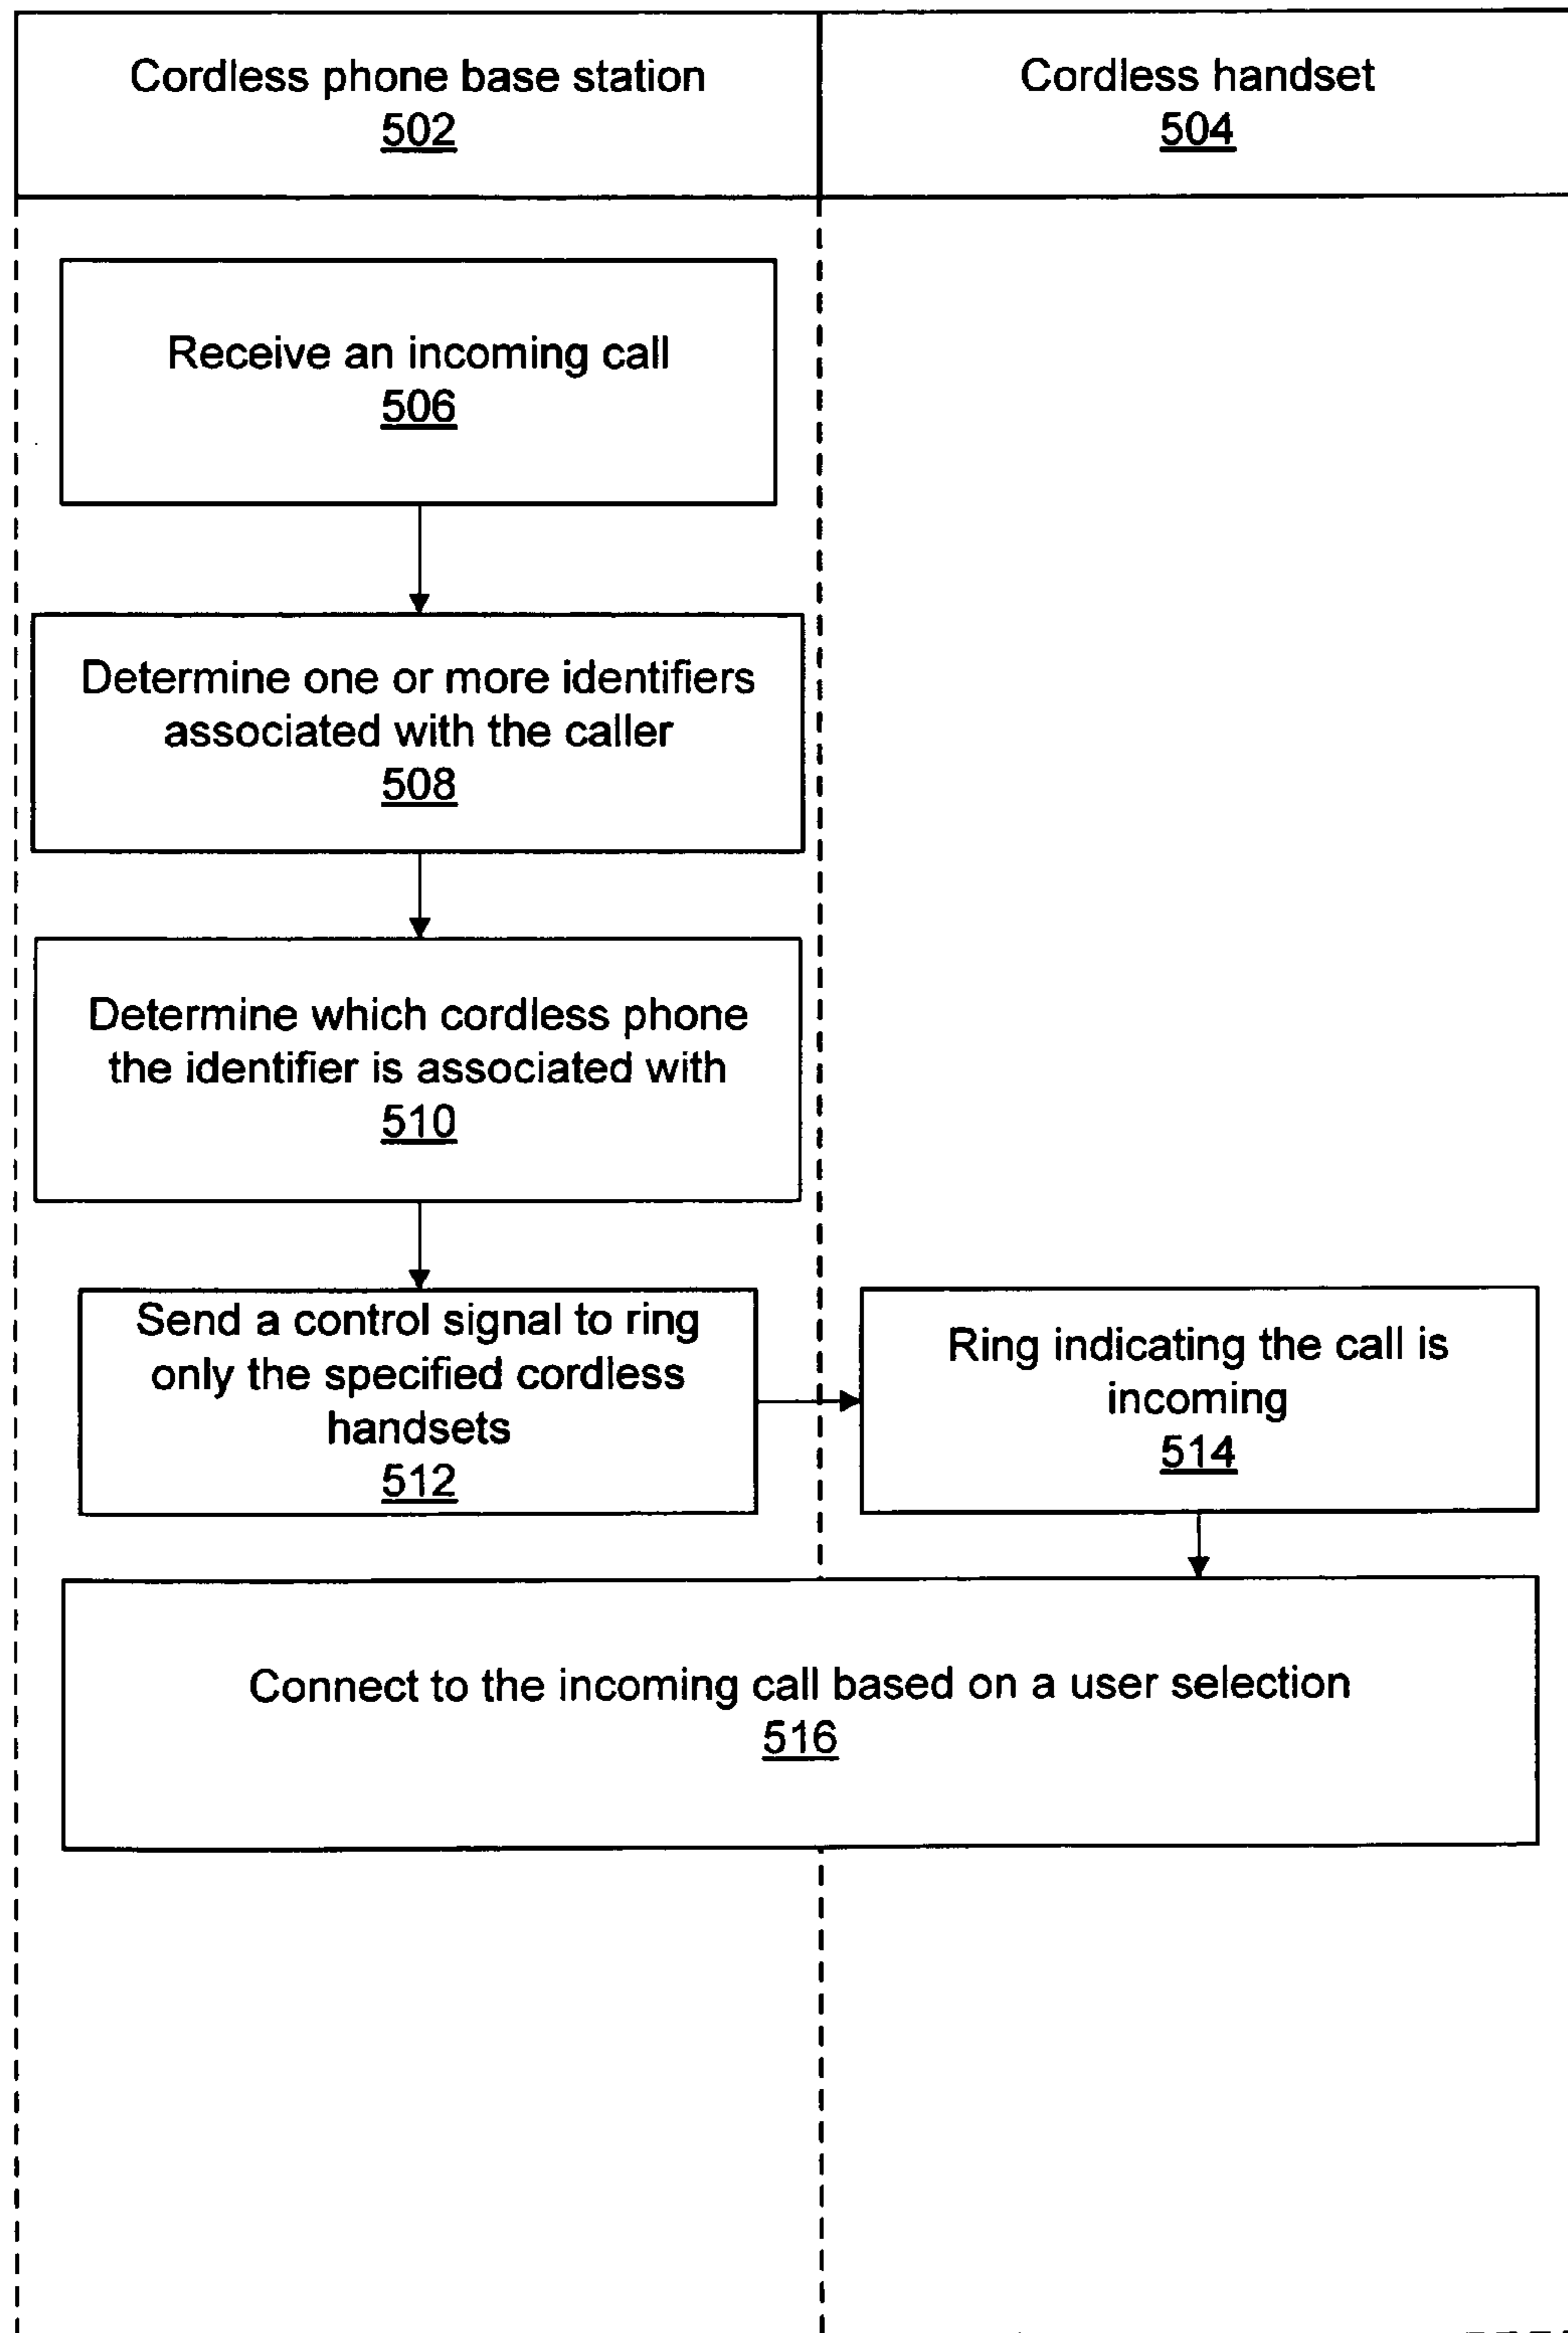 Cordless phone base station
502
Cordless handset
504
Receive an incoming call
506
Determine one or more identifiers
associated with the caller
508
Determine which cordless phone
the identifier is associated with
510
Send a control signal to ring
only the specified cordless
handsets
512
Ring indicating the call is
incoming
514
Connect to the incoming call based on a user selection
516